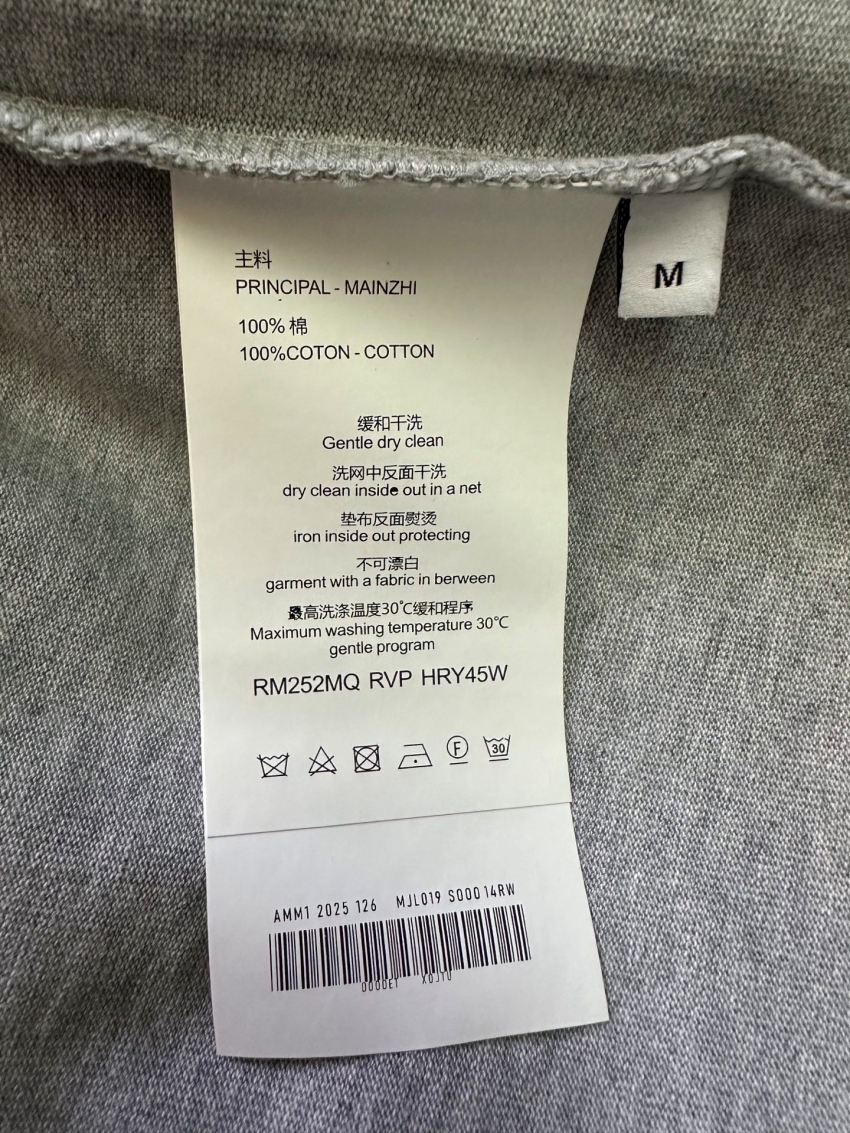 主料
PRINCIPAL - MAINZHI
100% 棉
100%COTON - COTTON
M
缓和干洗
Gentle dry clean
洗网中反面干洗
dry clean inside out in a net
垫布反面熨烫
iron inside out protecting
不可漂白
garment with a fabric in berween
最高洗涤温度30℃缓和程序
Maximum washing temperature 30℃
gentle program
RM252MQ RVP HRY45W
F
30
AMM1 2025 126 MJL019 S00014RW